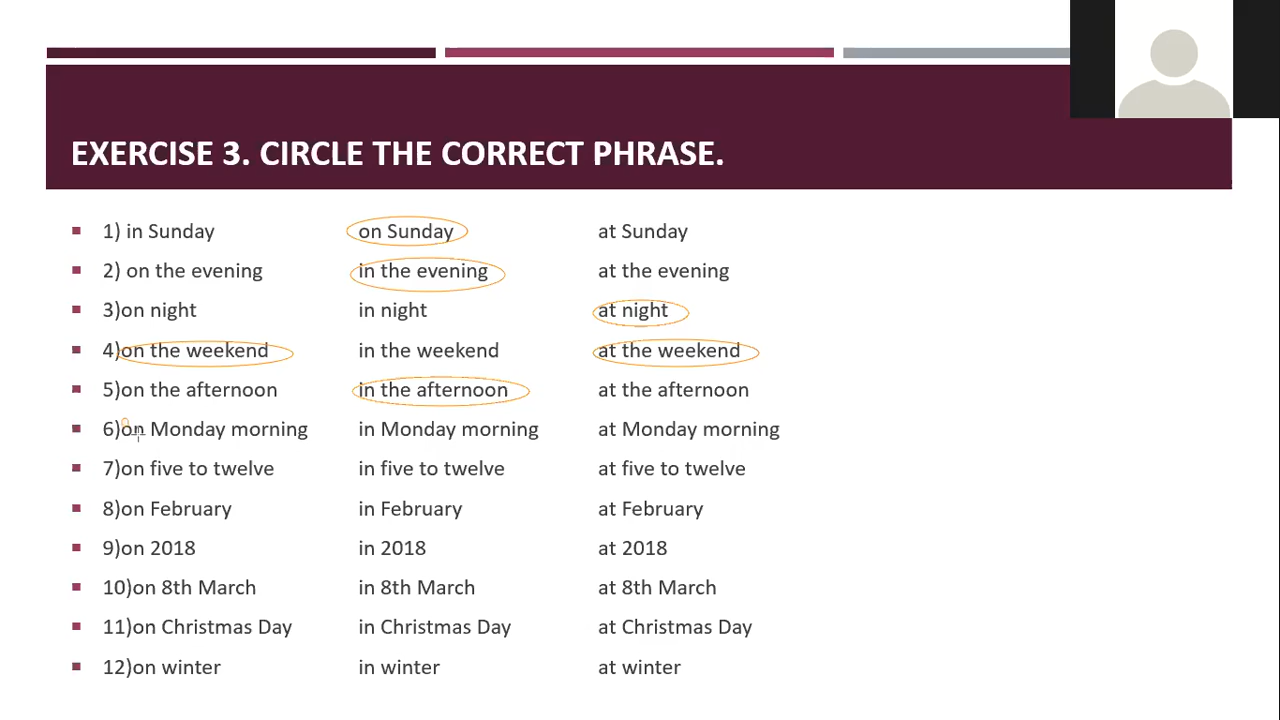 EXERCISE 3. CIRCLE THE CORRECT PHRASE.
1) in Sunday on Sunday at Sunday
2) on the evening in the evening at the evening
3)on night in night at night
4)on the weekend in the weekend at the weekend
5)on the afternoon in the afternoon at the afternoon
6)on Monday morning in Monday morning at Monday morning
7)on five to twelve in five to twelve at five to twelve
8)on February in February at February
9)on 2018 in 2018 at 2018
10)on 8th March in 8th March at 8th March
11)on Christmas Day in Christmas Day at Christmas Day
12)on winter in winter at winter